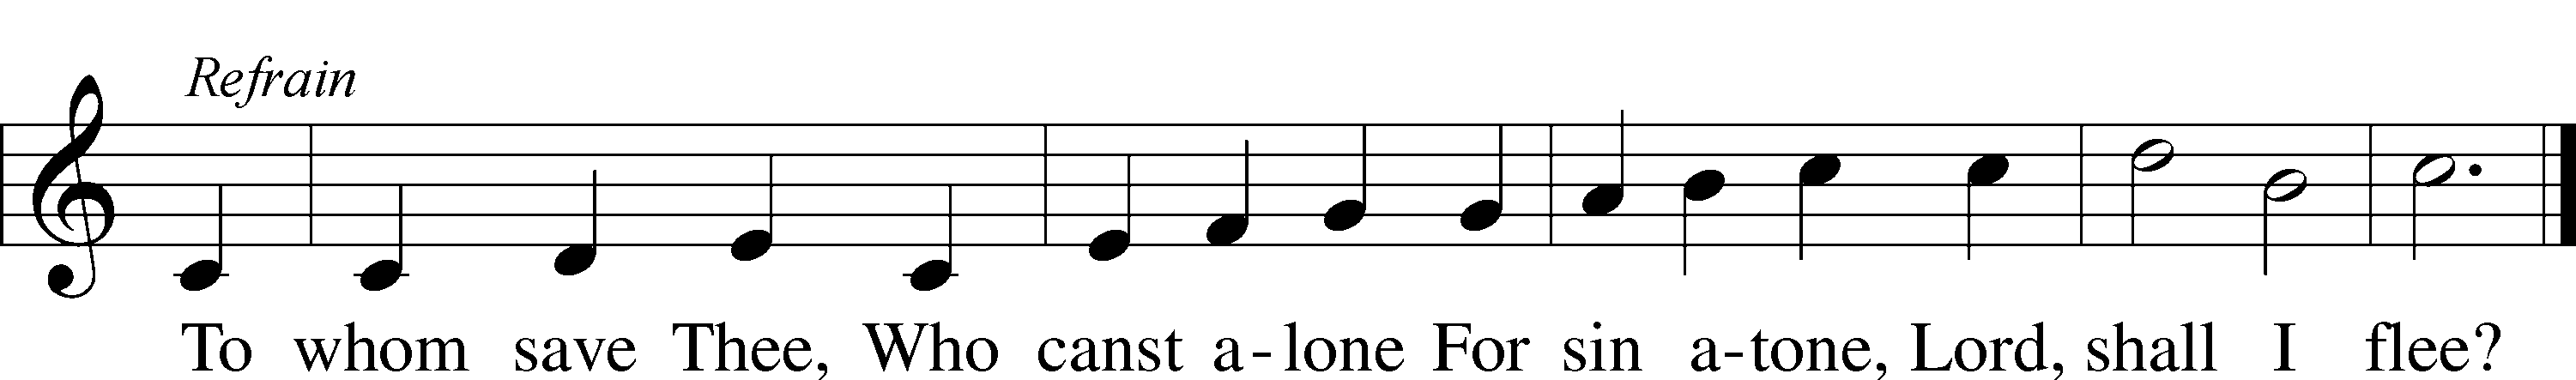 Refrain
To whom save Thee, Who canst a-lone For sin a-tone, Lord, shall I flee?